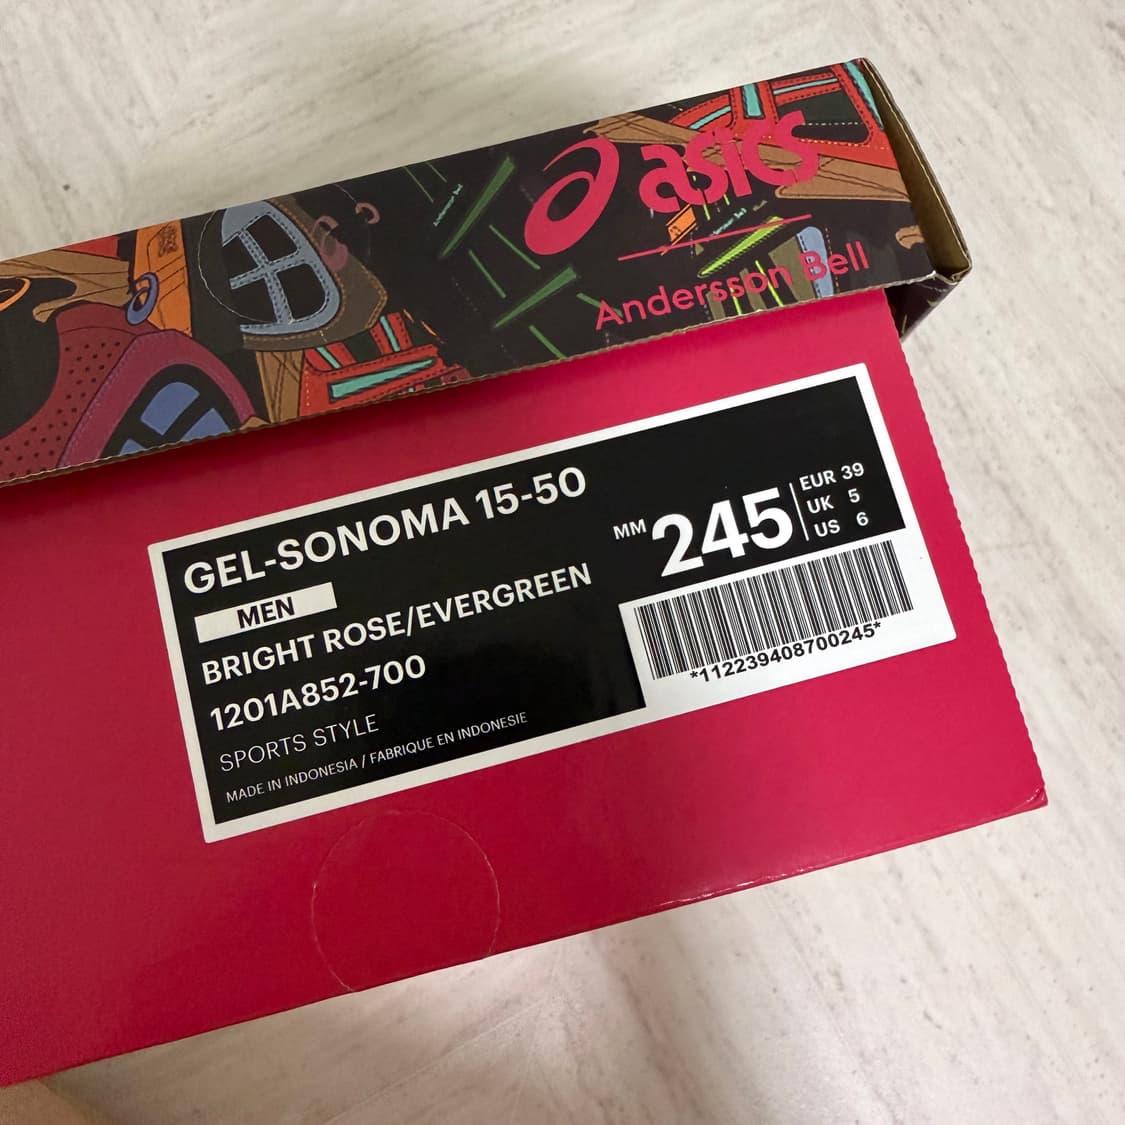 asics
Andersson Bell
GEL-SONOMA 15-50
MEN
BRIGHT ROSE/EVERGREEN
1201A852-700
SPORTS STYLE
MADE IN INDONESIA / FABRIQUE EN INDONESIE
MM 245
EUR 39
UK 5
US 6
*112239408700245*